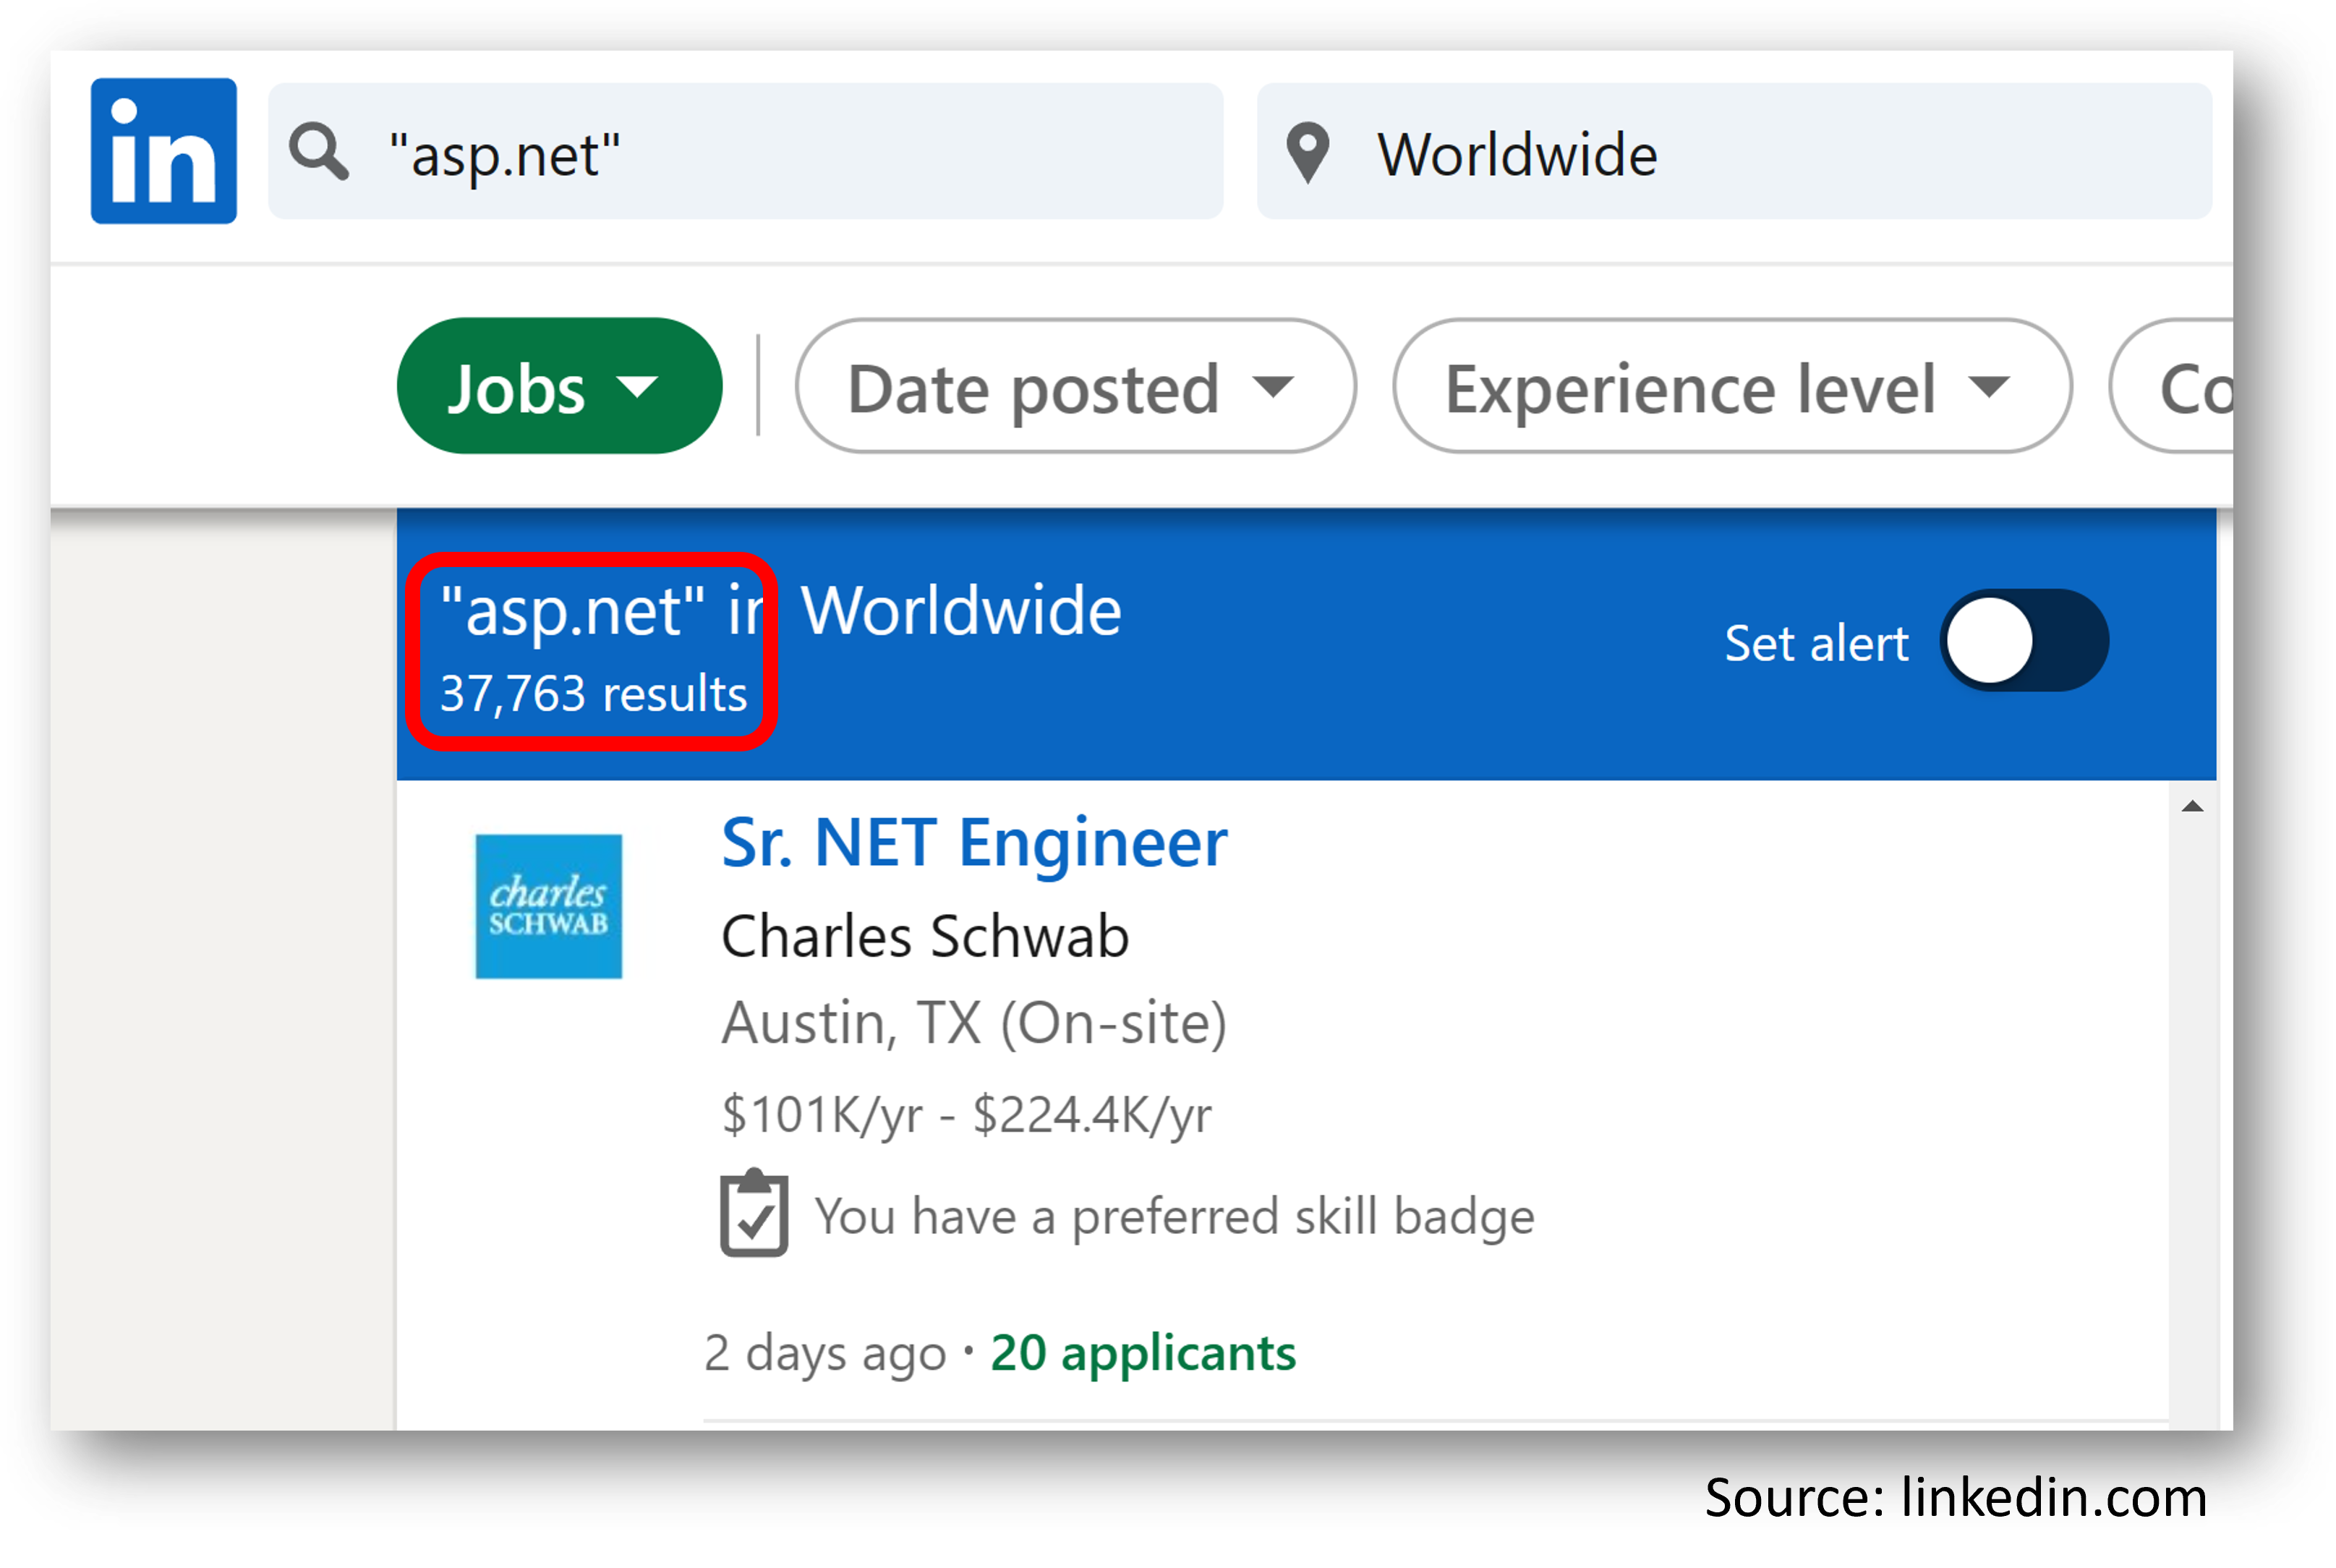 in
"asp.net"
Worldwide
Jobs
Date posted
Experience level
Co
"asp.net" in Worldwide
37,763 results
Set alert
charles
SCHWAB
Sr. NET Engineer
Charles Schwab
Austin, TX (On-site)
$101K/yr - $224.4K/yr
You have a preferred skill badge
2 days ago · 20 applicants
Source: linkedin.com